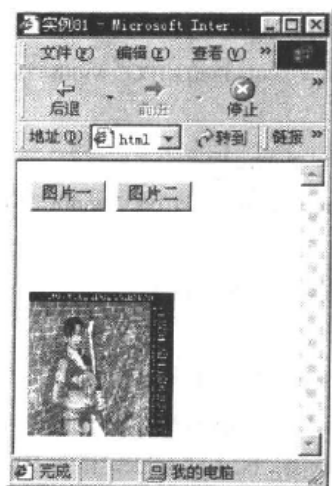 实例81 - Microsoft Inter...
文件(F) 编辑(E) 查看(V) »
后退 前进 停止 »
地址(D) html 转到 链接 »
图片一 图片二
完成 我的电脑